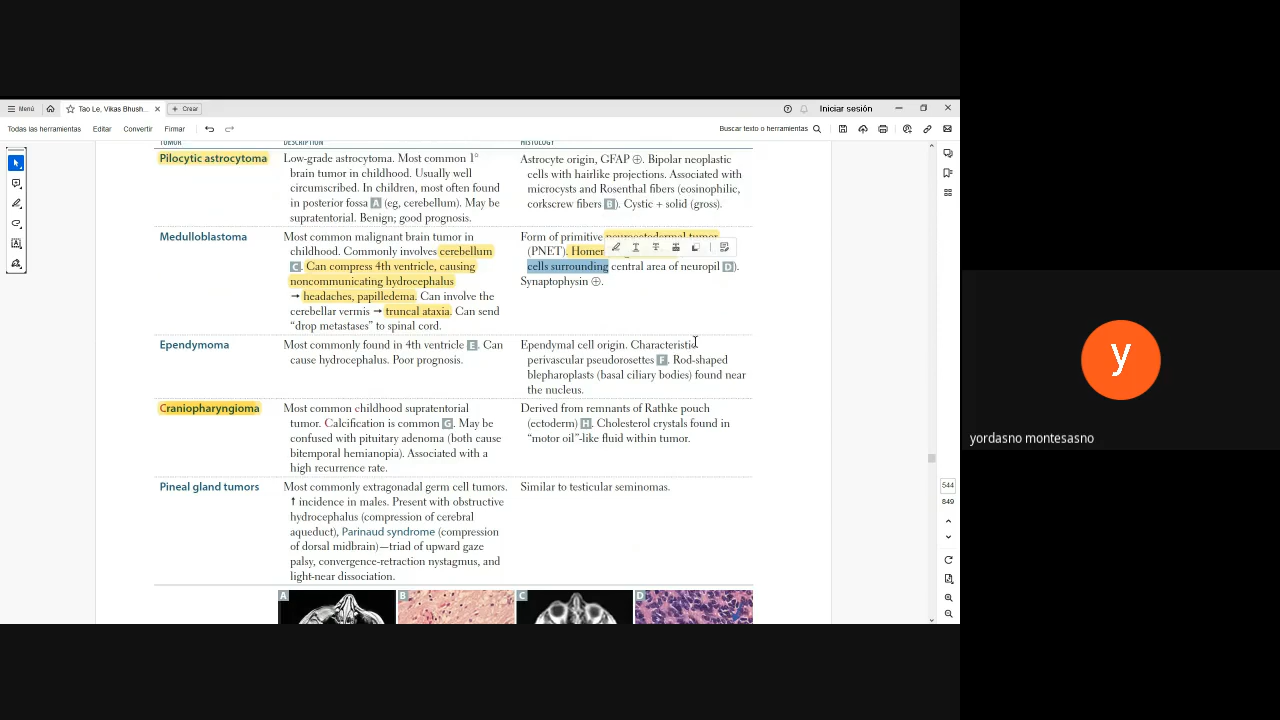 Menú
Tao Le, Vikas Bhush...
Crear
Iniciar sesión
Todas las herramientas
Editar
Convertir
Firmar
Buscar texto o herramientas
TUMOR
DESCRIPTION
HISTOLOGY
Pilocytic astrocytoma
Low-grade astrocytoma. Most common 1°
brain tumor in childhood. Usually well
circumscribed. In children, most often found
in posterior fossa A (eg, cerebellum). May be
supratentorial. Benign; good prognosis.
Astrocyte origin, GFAP ⊕. Bipolar neoplastic
cells with hairlike projections. Associated with
microcysts and Rosenthal fibers (eosinophilic,
corkscrew fibers B). Cystic + solid (gross).
Medulloblastoma
Most common malignant brain tumor in
childhood. Commonly involves cerebellum
C. Can compress 4th ventricle, causing
noncommunicating hydrocephalus
→ headaches, papilledema. Can involve the
cerebellar vermis → truncal ataxia. Can send
“drop metastases” to spinal cord.
Form of primitive neuroectodermal tumor
(PNET). Homer
cells surrounding central area of neuropil D).
Synaptophysin ⊕.
Ependymoma
Most commonly found in 4th ventricle E. Can
cause hydrocephalus. Poor prognosis.
Ependymal cell origin. Characteristic
perivascular pseudorosettes F. Rod-shaped
blepharoplasts (basal ciliary bodies) found near
the nucleus.
Craniopharyngioma
Most common childhood supratentorial
tumor. Calcification is common G. May be
confused with pituitary adenoma (both cause
bitemporal hemianopia). Associated with a
high recurrence rate.
Derived from remnants of Rathke pouch
(ectoderm) H. Cholesterol crystals found in
“motor oil”-like fluid within tumor.
Pineal gland tumors
Most commonly extragonadal germ cell tumors.
↑ incidence in males. Present with obstructive
hydrocephalus (compression of cerebral
aqueduct), Parinaud syndrome (compression
of dorsal midbrain)—triad of upward gaze
palsy, convergence-retraction nystagmus, and
light-near dissociation.
Similar to testicular seminomas.
A
B
C
D
544
849
y
yordasno montesasno